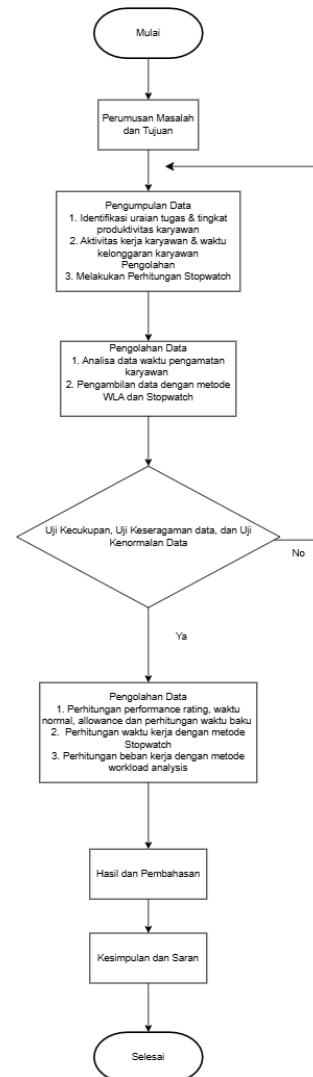 Mulai
Perumusan Masalah
dan Tujuan
Pengumpulan Data
1. Identifikasi uraian tugas & tingkat
produktivitas karyawan
2. Aktivitas kerja karyawan & waktu
kelonggaran karyawan
Pengolahan
3. Melakukan Perhitungan Stopwatch
Pengolahan Data
1. Analisa data waktu pengamatan
karyawan
2. Pengambilan data dengan metode
WLA dan Stopwatch
Uji Kecukupan, Uji Keseragaman data, dan Uji
Kenormalan Data
No
Ya
Pengolahan Data
1. Perhitungan performance rating, waktu
normal, allowance dan perhitungan waktu baku
2. Perhitungan waktu kerja dengan metode
Stopwatch
3. Perhitungan beban kerja dengan metode
workload analysis
Hasil dan Pembahasan
Kesimpulan dan Saran
Selesai